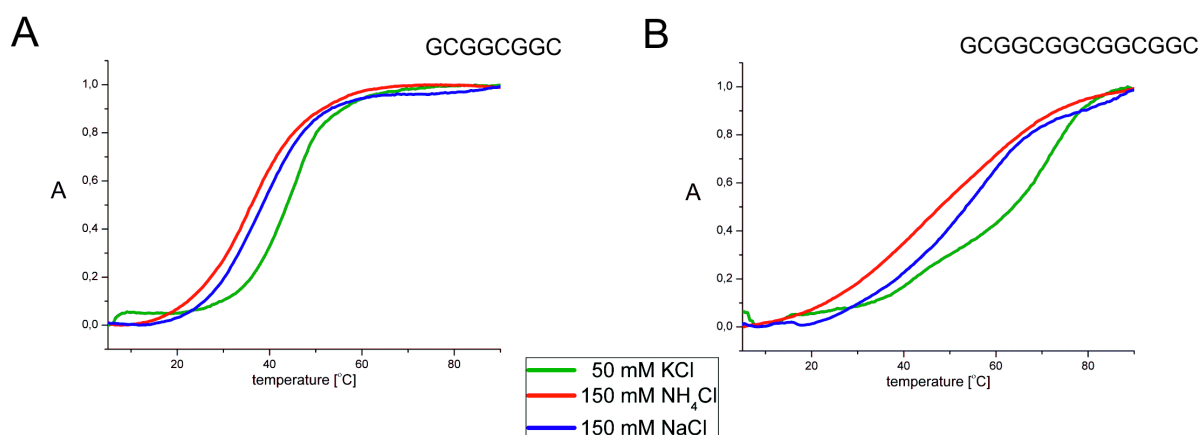 A
GCGGCGGC
1,0
0,8
0,6
A
0,4
0,2
0,0
20 40 60 80
temperature [°C]
B
GCGGCGGCGGCGGC
1,0
0,8
0,6
A
0,4
0,2
0,0
20 40 60 80
temperature [°C]
50 mM KCl
150 mM NH₄Cl
150 mM NaCl